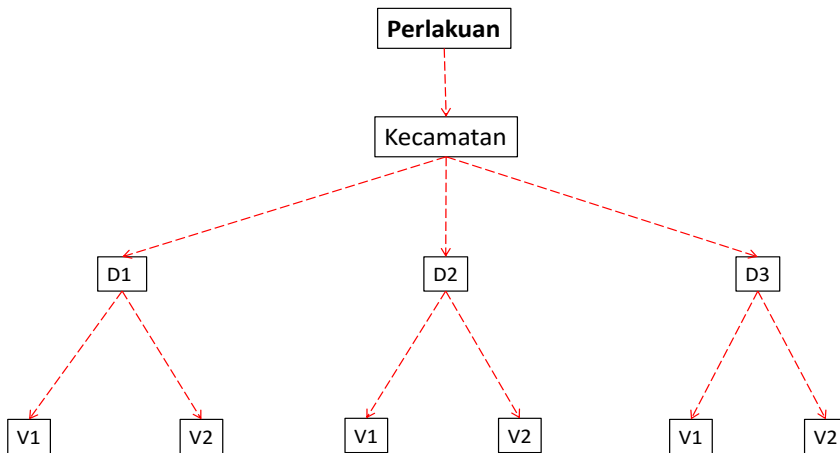 Perlakuan
Kecamatan
D1
D2
D3
V1
V2
V1
V2
V1
V2